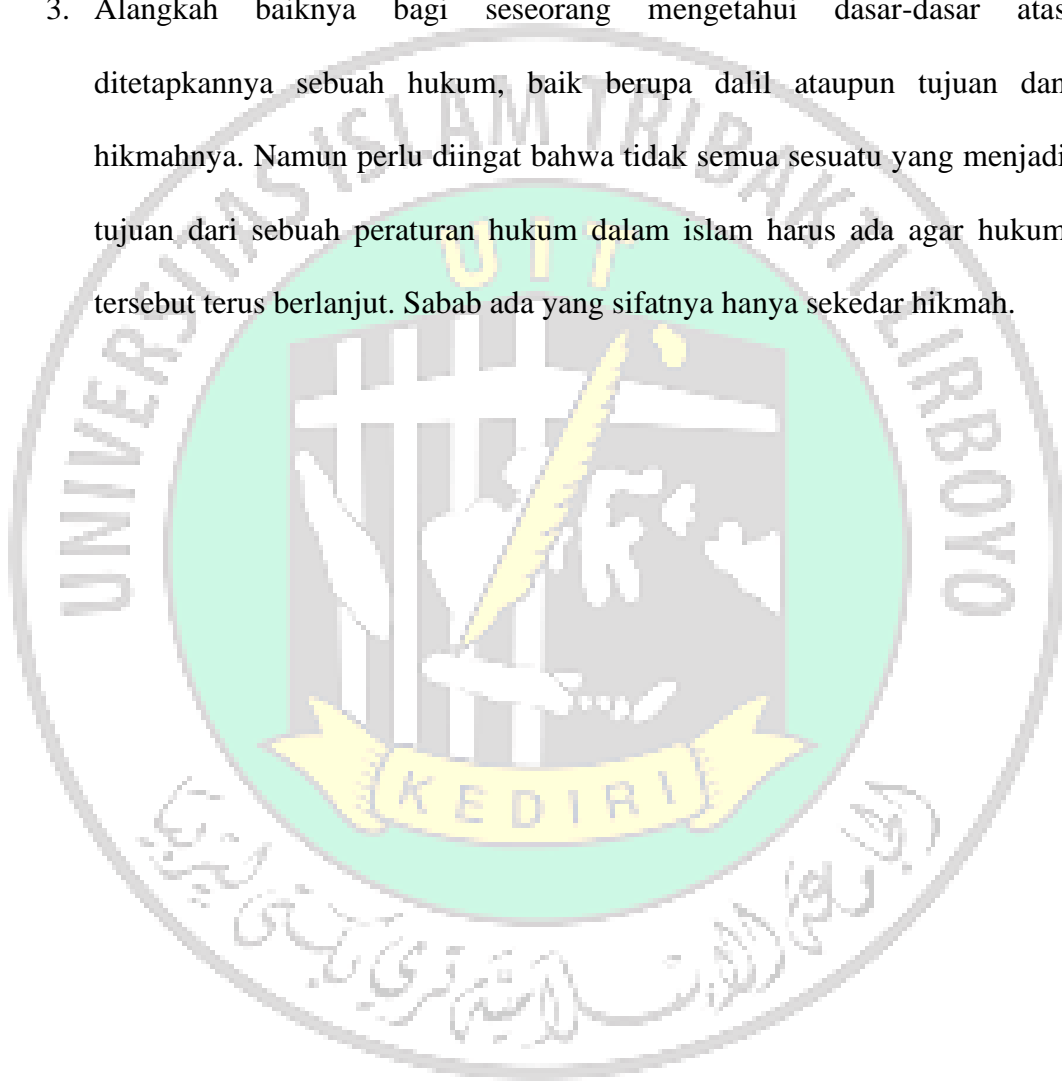 3. Alangkah baiknya bagi seseorang mengetahui dasar-dasar atas
ditetapkannya sebuah hukum, baik berupa dalil ataupun tujuan dan
hikmahnya. Namun perlu diingat bahwa tidak semua sesuatu yang menjadi
tujuan dari sebuah peraturan hukum dalam islam harus ada agar hukum
tersebut terus berlanjut. Sabab ada yang sifatnya hanya sekedar hikmah.
UNIVERSITAS ISLAM TRIBAKTI LIRBOYO
UIT
KEDIRI